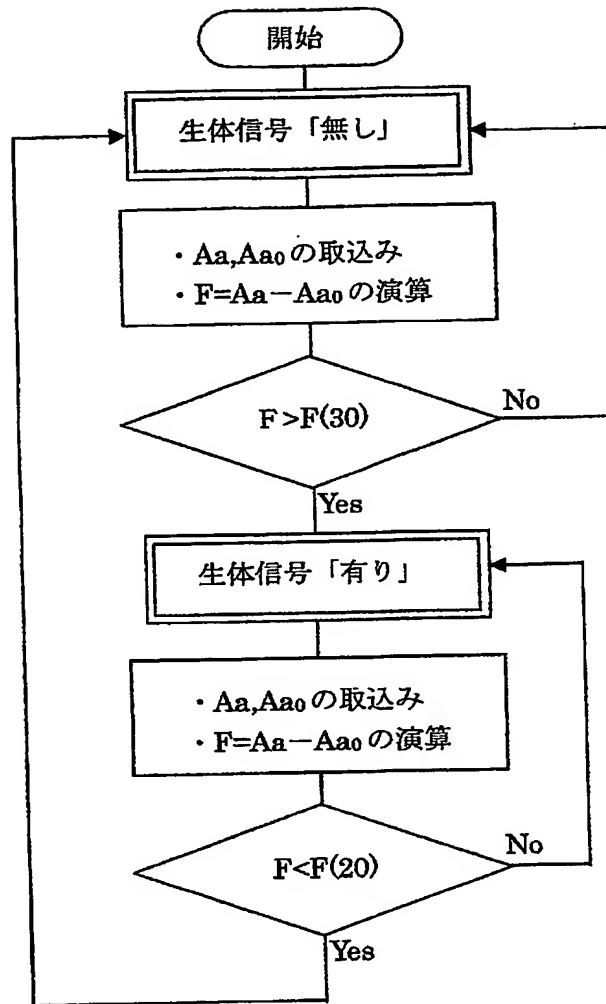 開始
生体信号「無し」
・Aa,Aa₀の取込み
・F=Aa−Aa₀の演算
F>F(30)
No
Yes
生体信号「有り」
・Aa,Aa₀の取込み
・F=Aa−Aa₀の演算
F<F(20)
No
Yes